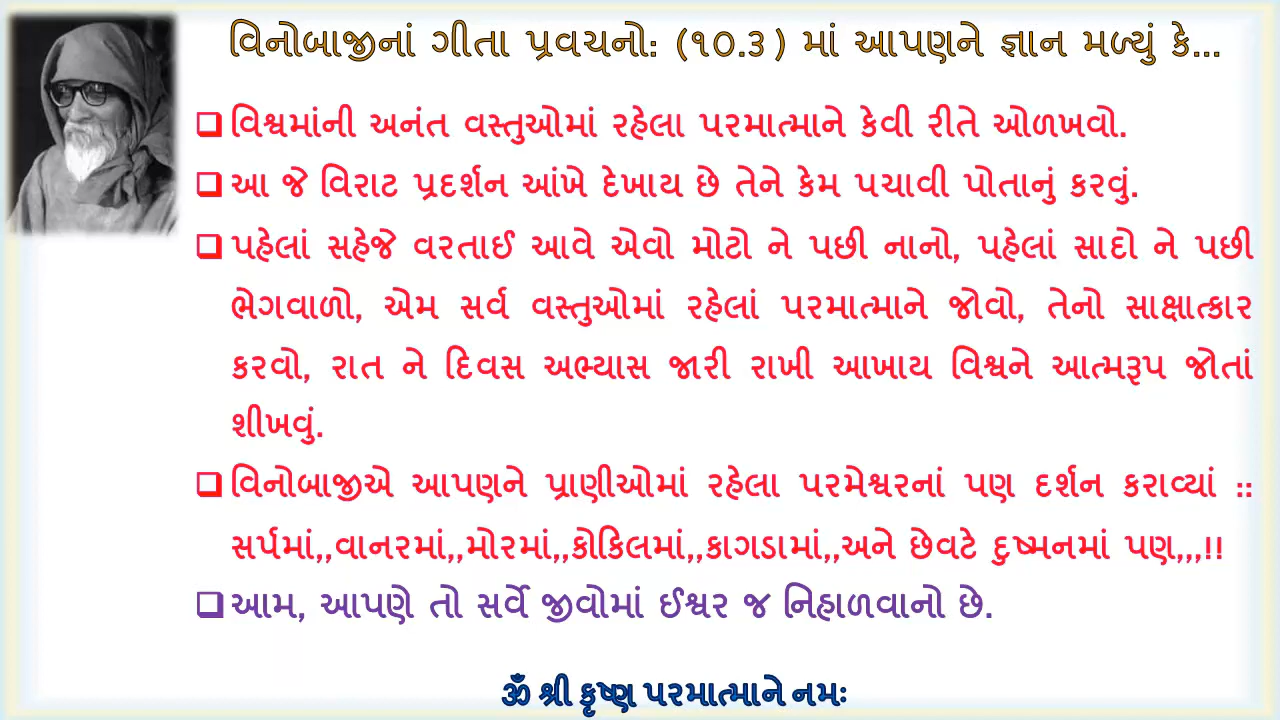 વિનોબાજીનાં ગીતા પ્રવચનો: (૧૦.૩) માં આપણને જ્ઞાન મળ્યું કે...
વિશ્વમાંની અનંત વસ્તુઓમાં રહેલા પરમાત્માને કેવી રીતે ઓળખવો.
આ જે વિરાટ પ્રદર્શન આંખે દેખાય છે તેને કેમ પચાવી પોતાનું કરવું.
પહેલાં સહેજે વરતાઈ આવે એવો મોટો ને પછી નાનો, પહેલાં સાદો ને પછી
ભેગવાળો, એમ સર્વ વસ્તુઓમાં રહેલાં પરમાત્માને જોવો, તેનો સાક્ષાત્કાર
કરવો, રાત ને દિવસ અભ્યાસ જારી રાખી આખાય વિશ્વને આત્મરૂપ જોતાં
શીખવું.
વિનોબાજીએ આપણને પ્રાણીઓમાં રહેલા પરમેશ્વરનાં પણ દર્શન કરાવ્યાં ::
સર્પમાં,,વાનરમાં,,મોરમાં,,કોકિલમાં,,કાગડામાં,,અને છેવટે દુષ્મનમાં પણ,,,!!
આમ, આપણે તો સર્વે જીવોમાં ઈશ્વર જ નિહાળવાનો છે.
ૐ શ્રી કૃષ્ણ પરમાત્માને નમઃ